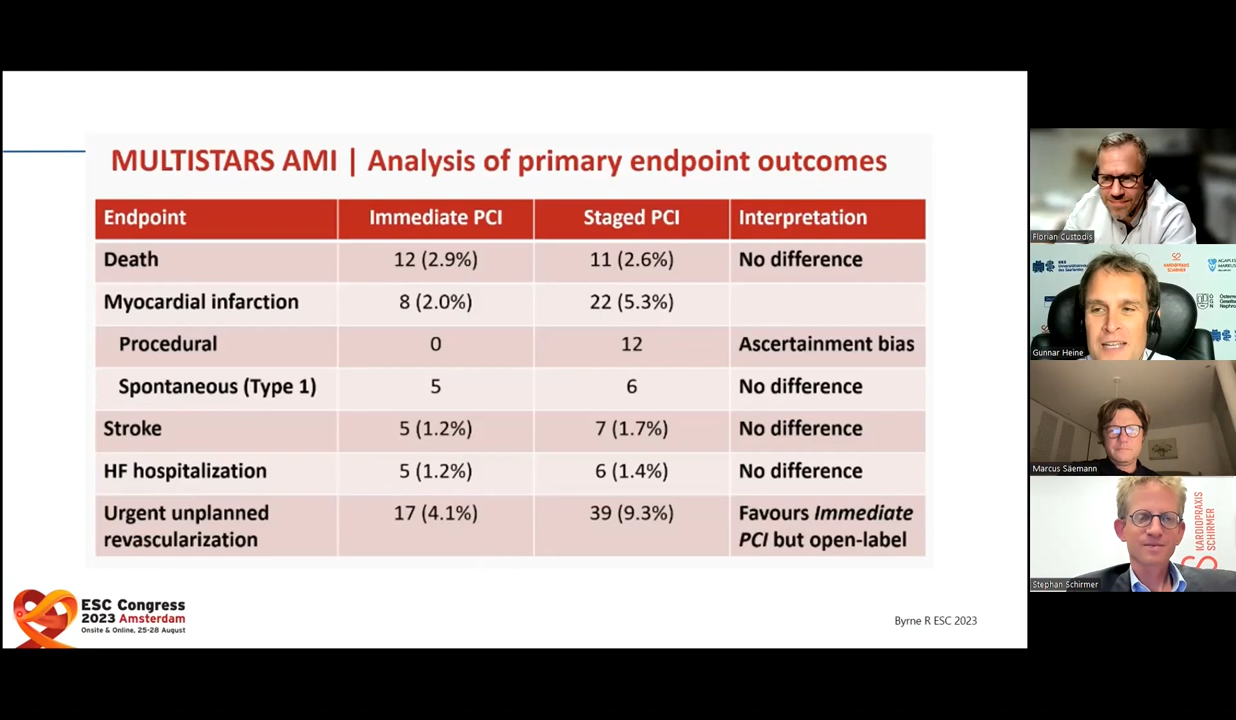 MULTISTARS AMI | Analysis of primary endpoint outcomes
Endpoint Immediate PCI Staged PCI Interpretation
Death 12 (2.9%) 11 (2.6%) No difference
Myocardial infarction 8 (2.0%) 22 (5.3%)
Procedural 0 12 Ascertainment bias
Spontaneous (Type 1) 5 6 No difference
Stroke 5 (1.2%) 7 (1.7%) No difference
HF hospitalization 5 (1.2%) 6 (1.4%) No difference
Urgent unplanned revascularization 17 (4.1%) 39 (9.3%) Favours Immediate PCI but open-label
ESC Congress
2023 Amsterdam
Onsite & Online, 25-28 August
Byrne R ESC 2023
Florian Custodis
KARDIOPRAXIS
SCHIRMER
Gunnar Heine
Marcus Säemann
KARDIOPRAXIS
SCHIRMER
Stephan Schirmer